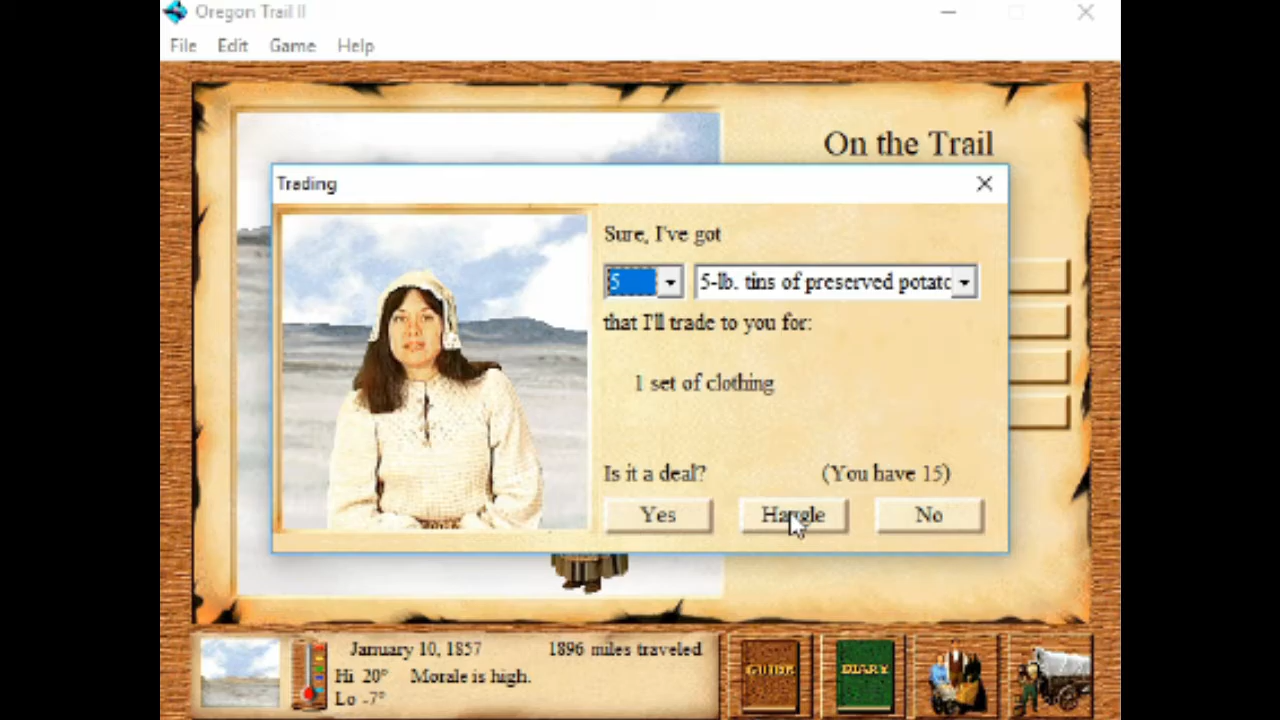 Oregon Trail II
File Edit Game Help
On the Trail
Trading
Sure, I've got
5 5-lb. tins of preserved potatc
that I'll trade to you for:
1 set of clothing
Is it a deal? (You have 15)
Yes Haggle No
January 10, 1857 1896 miles traveled
Hi 20° Morale is high.
Lo -7°
GUIDE DIARY